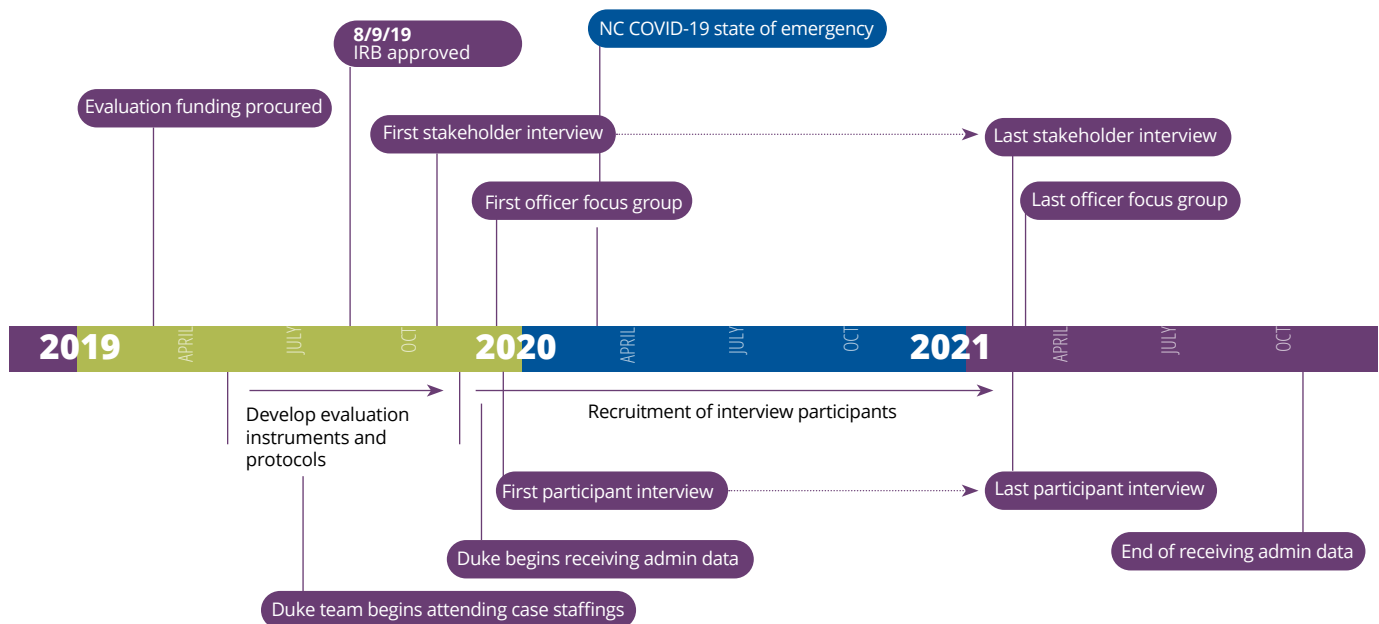 8/9/19
IRB approved
NC COVID-19 state of emergency
Evaluation funding procured
First stakeholder interview
Last stakeholder interview
First officer focus group
Last officer focus group
2019
APRIL
JULY
OCT
2020
APRIL
JULY
OCT
2021
APRIL
JULY
OCT
Develop evaluation
instruments and
protocols
Recruitment of interview participants
First participant interview
Last participant interview
Duke begins receiving admin data
End of receiving admin data
Duke team begins attending case staffings